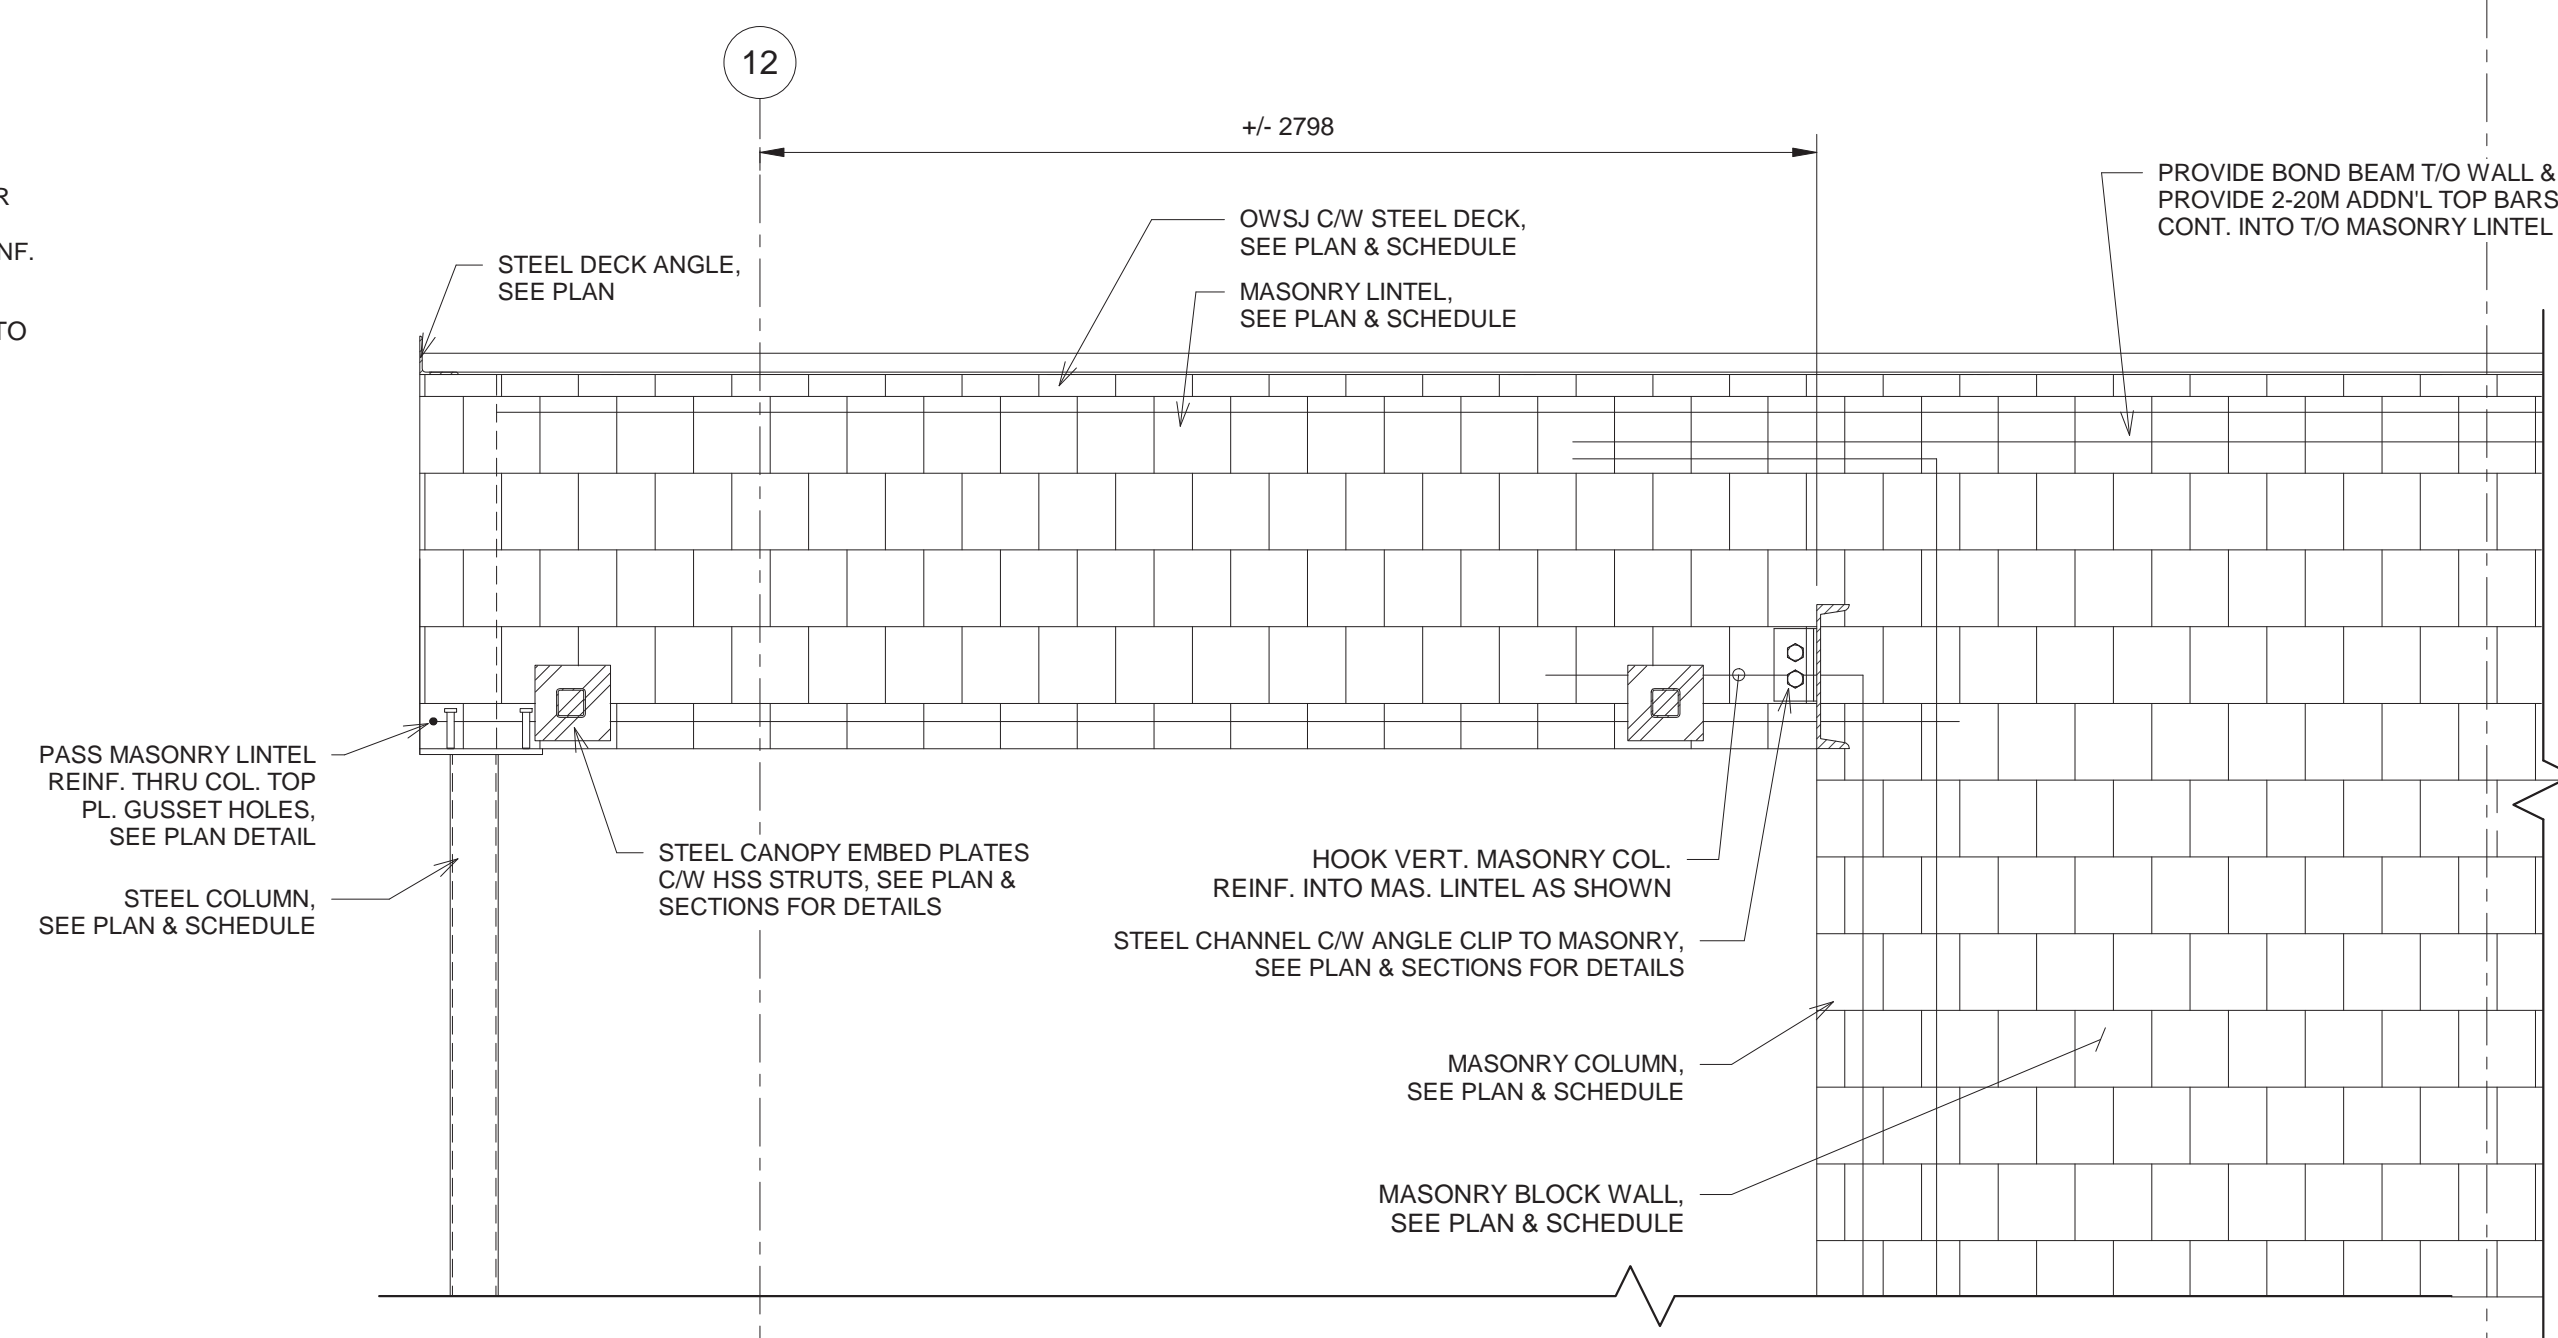 12
+/- 2798
R
NF.
TO
STEEL DECK ANGLE,
SEE PLAN
OWSJ C/W STEEL DECK,
SEE PLAN & SCHEDULE
MASONRY LINTEL,
SEE PLAN & SCHEDULE
PROVIDE BOND BEAM T/O WALL &
PROVIDE 2-20M ADDN'L TOP BARS
CONT. INTO T/O MASONRY LINTEL
PASS MASONRY LINTEL
REINF. THRU COL. TOP
PL. GUSSET HOLES,
SEE PLAN DETAIL
STEEL COLUMN,
SEE PLAN & SCHEDULE
STEEL CANOPY EMBED PLATES
C/W HSS STRUTS, SEE PLAN &
SECTIONS FOR DETAILS
HOOK VERT. MASONRY COL.
REINF. INTO MAS. LINTEL AS SHOWN
STEEL CHANNEL C/W ANGLE CLIP TO MASONRY,
SEE PLAN & SECTIONS FOR DETAILS
MASONRY COLUMN,
SEE PLAN & SCHEDULE
MASONRY BLOCK WALL,
SEE PLAN & SCHEDULE